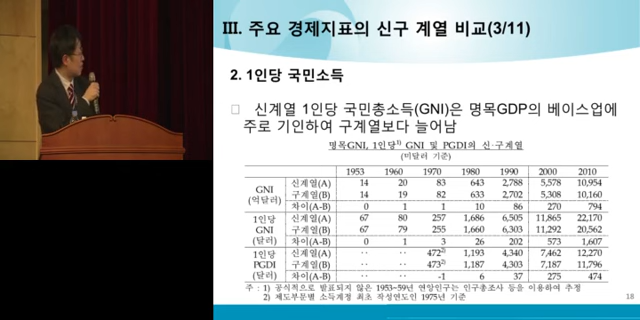 Ⅲ. 주요 경제지표의 신구 계열 비교(3/11)
2. 1인당 국민소득
□ 신계열 1인당 국민총소득(GNI)은 명목GDP의 베이스업에
주로 기인하여 구계열보다 늘어남
명목GNI, 1인당¹⁾ GNI 및 PGDI의 신·구계열
(미달러 기준)
1953 1960 1970 1980 1990 2000 2010
GNI (억달러) 신계열(A) 14 20 83 643 2,788 5,578 10,954
구계열(B) 14 19 82 633 2,702 5,308 10,160
차이(A-B) 0 1 1 10 86 270 794
1인당 GNI (달러) 신계열(A) 67 80 257 1,686 6,505 11,865 22,170
구계열(B) 67 79 255 1,660 6,303 11,292 20,562
차이(A-B) 0 1 3 26 202 573 1,607
1인당 PGDI (달러) 신계열(A) ·· ·· 472²⁾ 1,193 4,340 7,462 12,270
구계열(B) ·· ·· 473²⁾ 1,187 4,303 7,187 11,796
차이(A-B) ·· ·· -1 6 37 275 474
주 : 1) 공식적으로 발표되지 않은 1953~59년 연앙인구는 인구총조사 등을 이용하여 추정
2) 제도부문별 소득계정 최초 작성연도인 1975년 기준
18